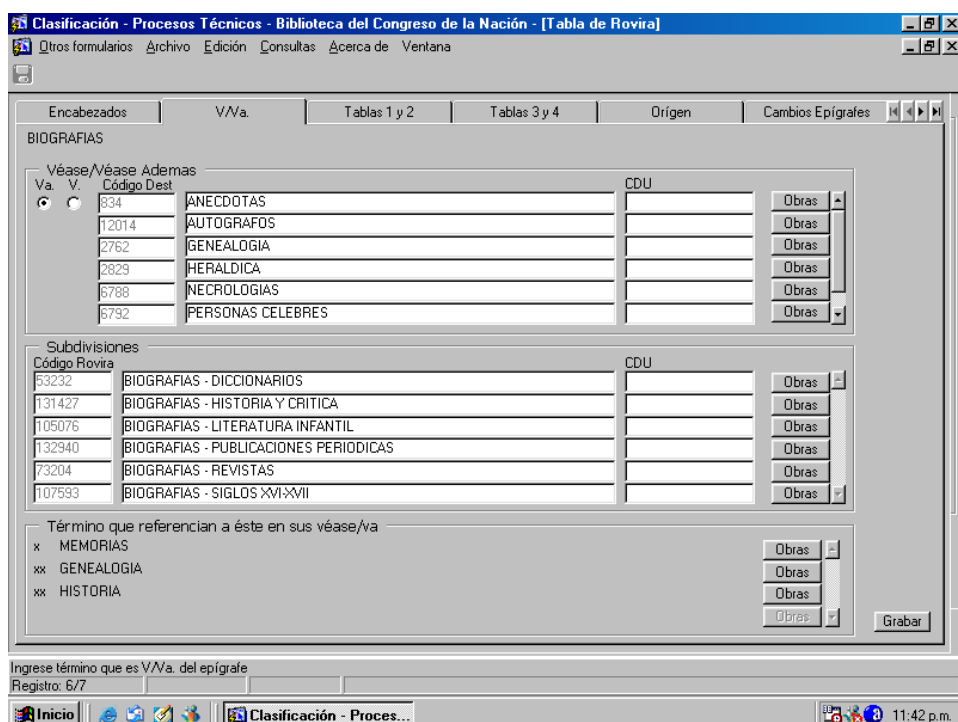 Clasificación - Procesos Técnicos - Biblioteca del Congreso de la Nación - [Tabla de Rovira]
Otros formularios Archivo Edición Consultas Acerca de Ventana
Encabezados V/Va. Tablas 1 y 2 Tablas 3 y 4 Orígen Cambios Epígrafes
BIOGRAFIAS
Véase/Véase Ademas
Va. V. Código Dest CDU
834 ANECDOTAS Obras
12014 AUTOGRAFOS Obras
2762 GENEALOGIA Obras
2829 HERALDICA Obras
6788 NECROLOGIAS Obras
6792 PERSONAS CELEBRES Obras
Subdivisiones
Código Rovira CDU
53232 BIOGRAFIAS - DICCIONARIOS Obras
131427 BIOGRAFIAS - HISTORIA Y CRITICA Obras
105076 BIOGRAFIAS - LITERATURA INFANTIL Obras
132940 BIOGRAFIAS - PUBLICACIONES PERIODICAS Obras
73204 BIOGRAFIAS - REVISTAS Obras
107593 BIOGRAFIAS - SIGLOS XVI-XVII Obras
Término que referencian a éste en sus véase/va
x MEMORIAS Obras
xx GENEALOGIA Obras
xx HISTORIA Obras
Obras
Grabar
Ingrese término que es V/Va. del epígrafe
Registro: 6/7
Inicio Clasificación - Proces... 11:42 p.m.